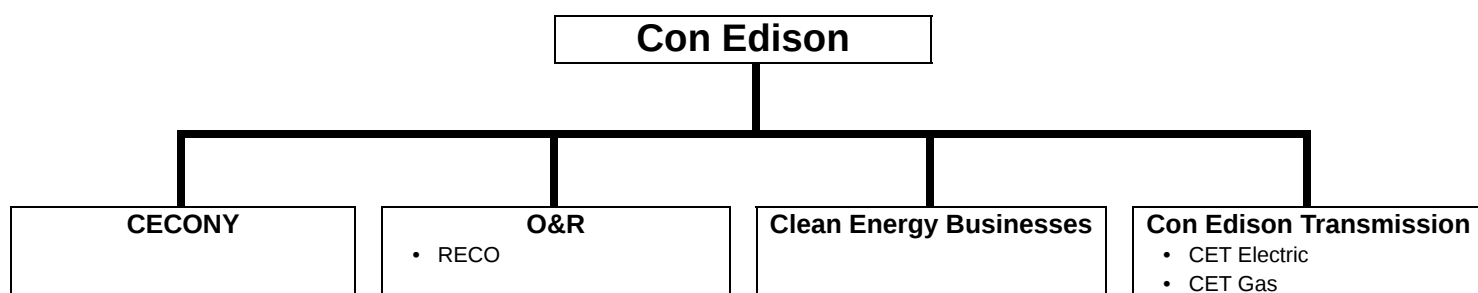 Con Edison
CECONY
O&R
• RECO
Clean Energy Businesses
Con Edison Transmission
• CET Electric
• CET Gas